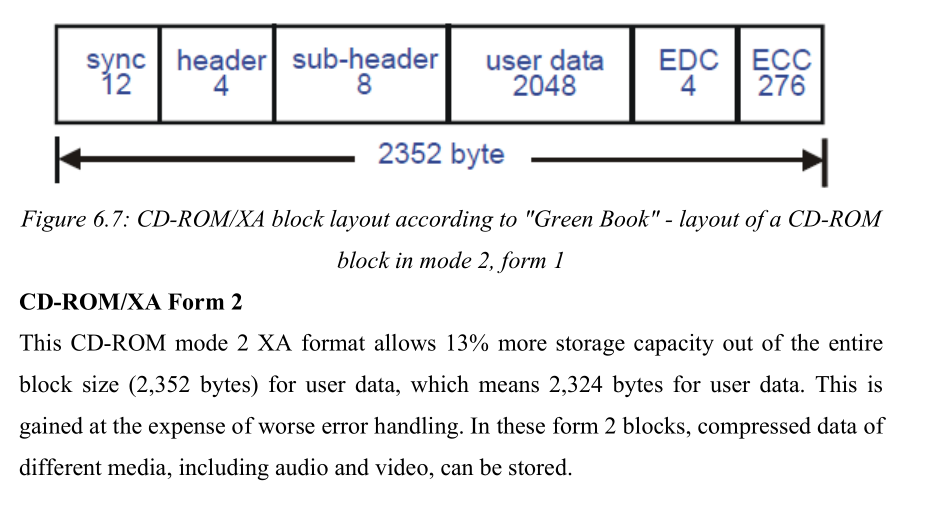 sync header sub-header user data EDC ECC
12 4 8 2048 4 276
2352 byte
Figure 6.7: CD-ROM/XA block layout according to "Green Book" - layout of a CD-ROM
block in mode 2, form 1
CD-ROM/XA Form 2
This CD-ROM mode 2 XA format allows 13% more storage capacity out of the entire
block size (2,352 bytes) for user data, which means 2,324 bytes for user data. This is
gained at the expense of worse error handling. In these form 2 blocks, compressed data of
different media, including audio and video, can be stored.